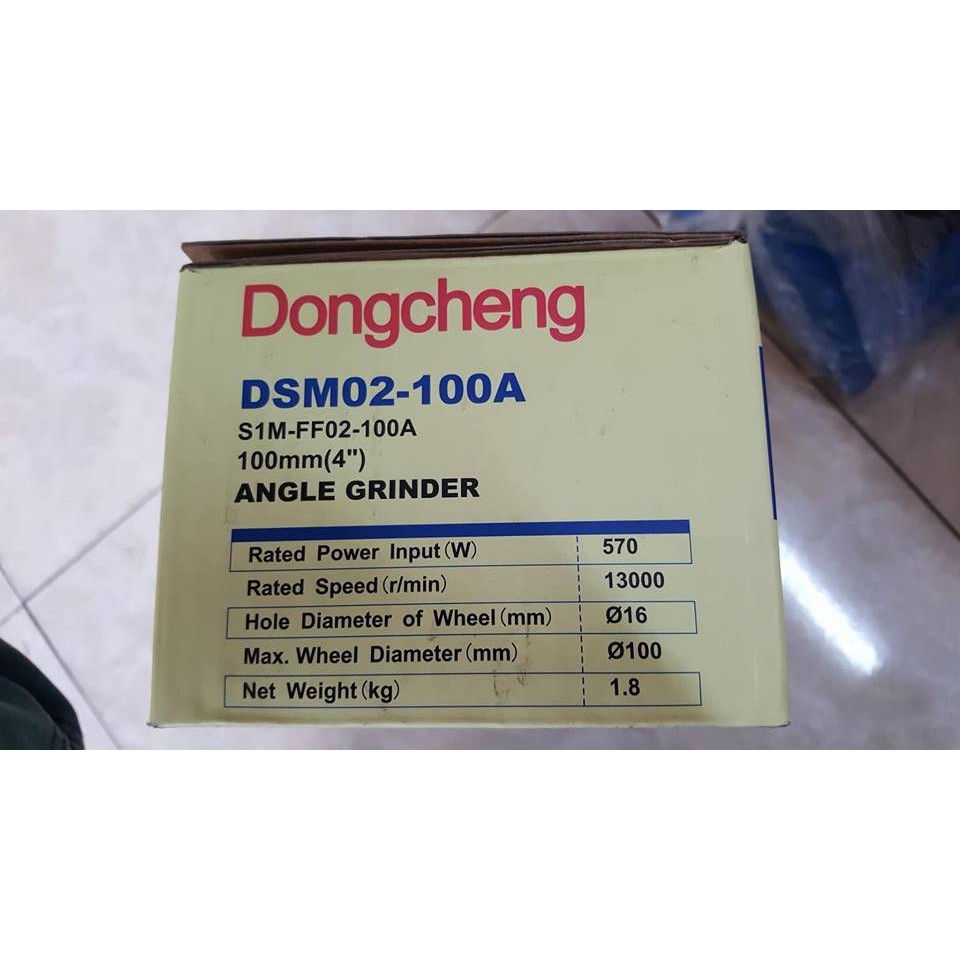 Dongcheng
DSM02-100A
S1M-FF02-100A
100mm(4")
ANGLE GRINDER
Rated Power Input(W) 570
Rated Speed(r/min) 13000
Hole Diameter of Wheel(mm) Ø16
Max. Wheel Diameter(mm) Ø100
Net Weight(kg) 1.8